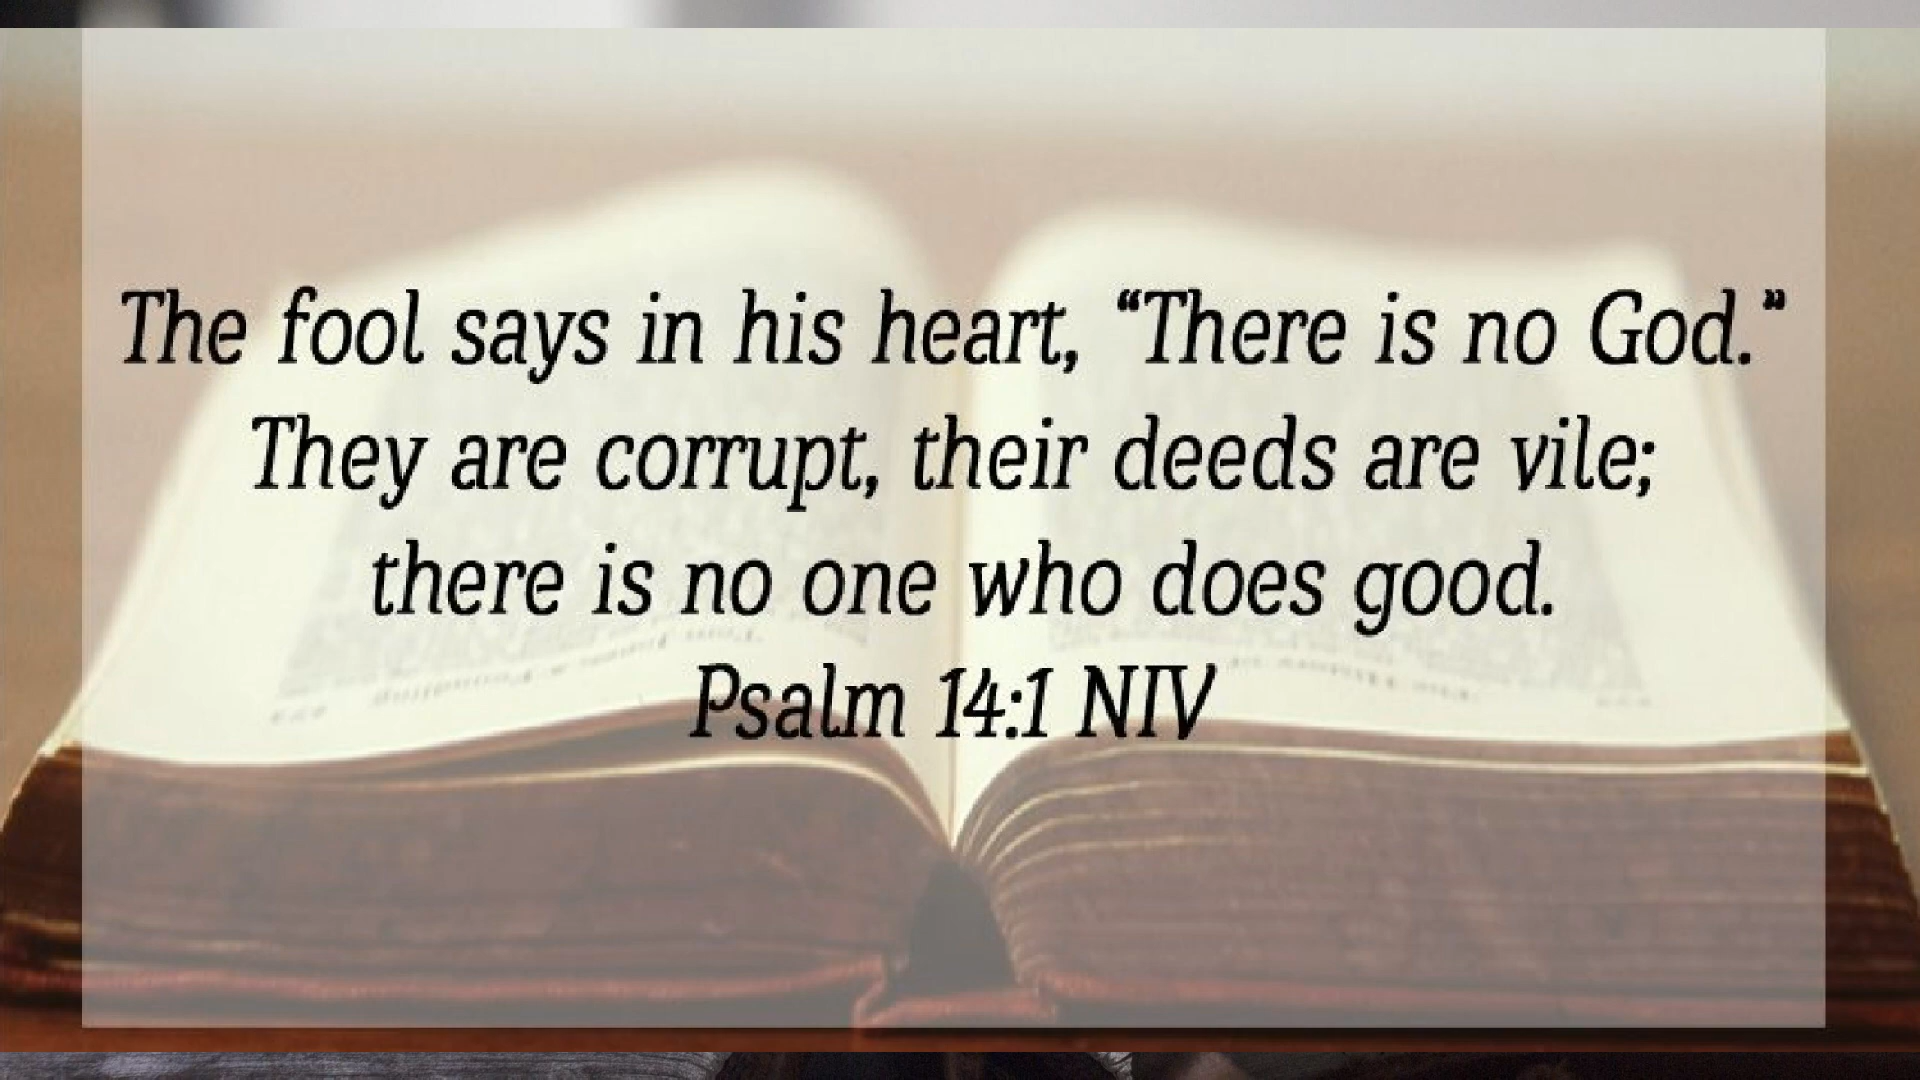 The fool says in his heart, “There is no God.”
They are corrupt, their deeds are vile;
there is no one who does good.
Psalm 14:1 NIV